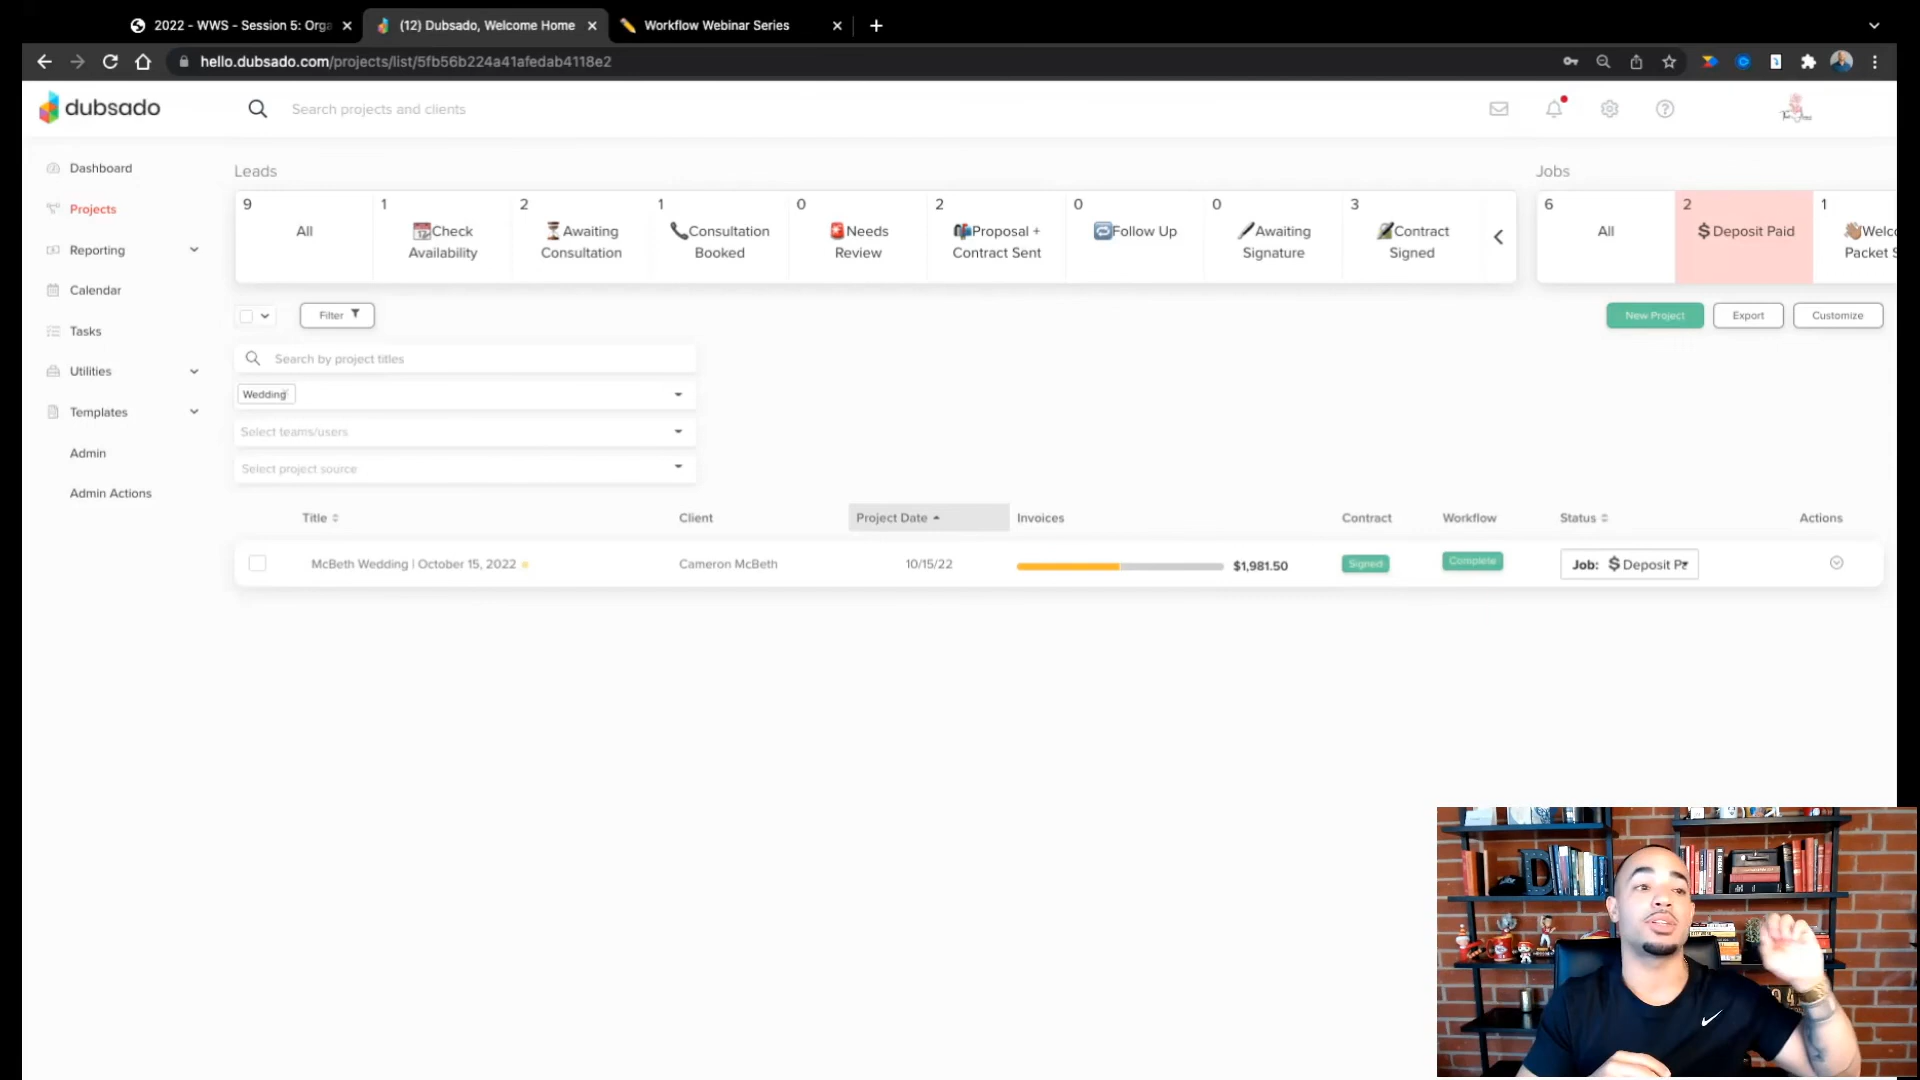 2022 - WWS - Session 5: Orga
(12) Dubsado, Welcome Home
Workflow Webinar Series
hello.dubsado.com/projects/list/5fb56b224a41afedab4118e2
dubsado
Search projects and clients
Dashboard
Projects
Reporting
Calendar
Tasks
Utilities
Templates
Admin
Admin Actions
Leads
9
All
1
Check
Availability
2
Awaiting
Consultation
1
Consultation
Booked
0
Needs
Review
2
Proposal +
Contract Sent
0
Follow Up
0
Awaiting
Signature
3
Contract
Signed
Jobs
6
All
2
$ Deposit Paid
1
Welco
Packet S
Filter
New Project
Export
Customize
Search by project titles
Wedding
Select teams/users
Select project source
Title
Client
Project Date
Invoices
Contract
Workflow
Status
Actions
McBeth Wedding | October 15, 2022
Cameron McBeth
10/15/22
$1,981.50
Signed
Complete
Job: $ Deposit Pa
D